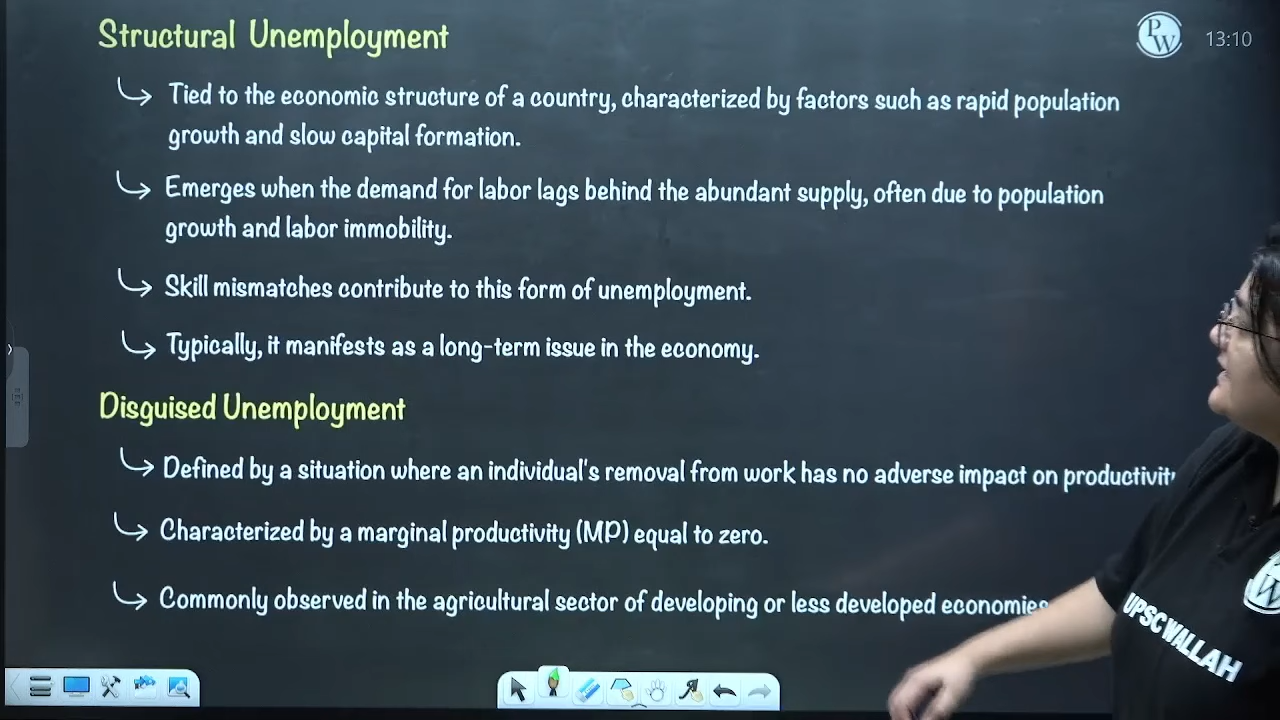 Structural Unemployment
PW
13:10
Tied to the economic structure of a country, characterized by factors such as rapid population
growth and slow capital formation.
Emerges when the demand for labor lags behind the abundant supply, often due to population
growth and labor immobility.
Skill mismatches contribute to this form of unemployment.
Typically, it manifests as a long-term issue in the economy.
Disguised Unemployment
Defined by a situation where an individual's removal from work has no adverse impact on productivity
Characterized by a marginal productivity (MP) equal to zero.
Commonly observed in the agricultural sector of developing or less developed economies
UPSC WALLAH
W